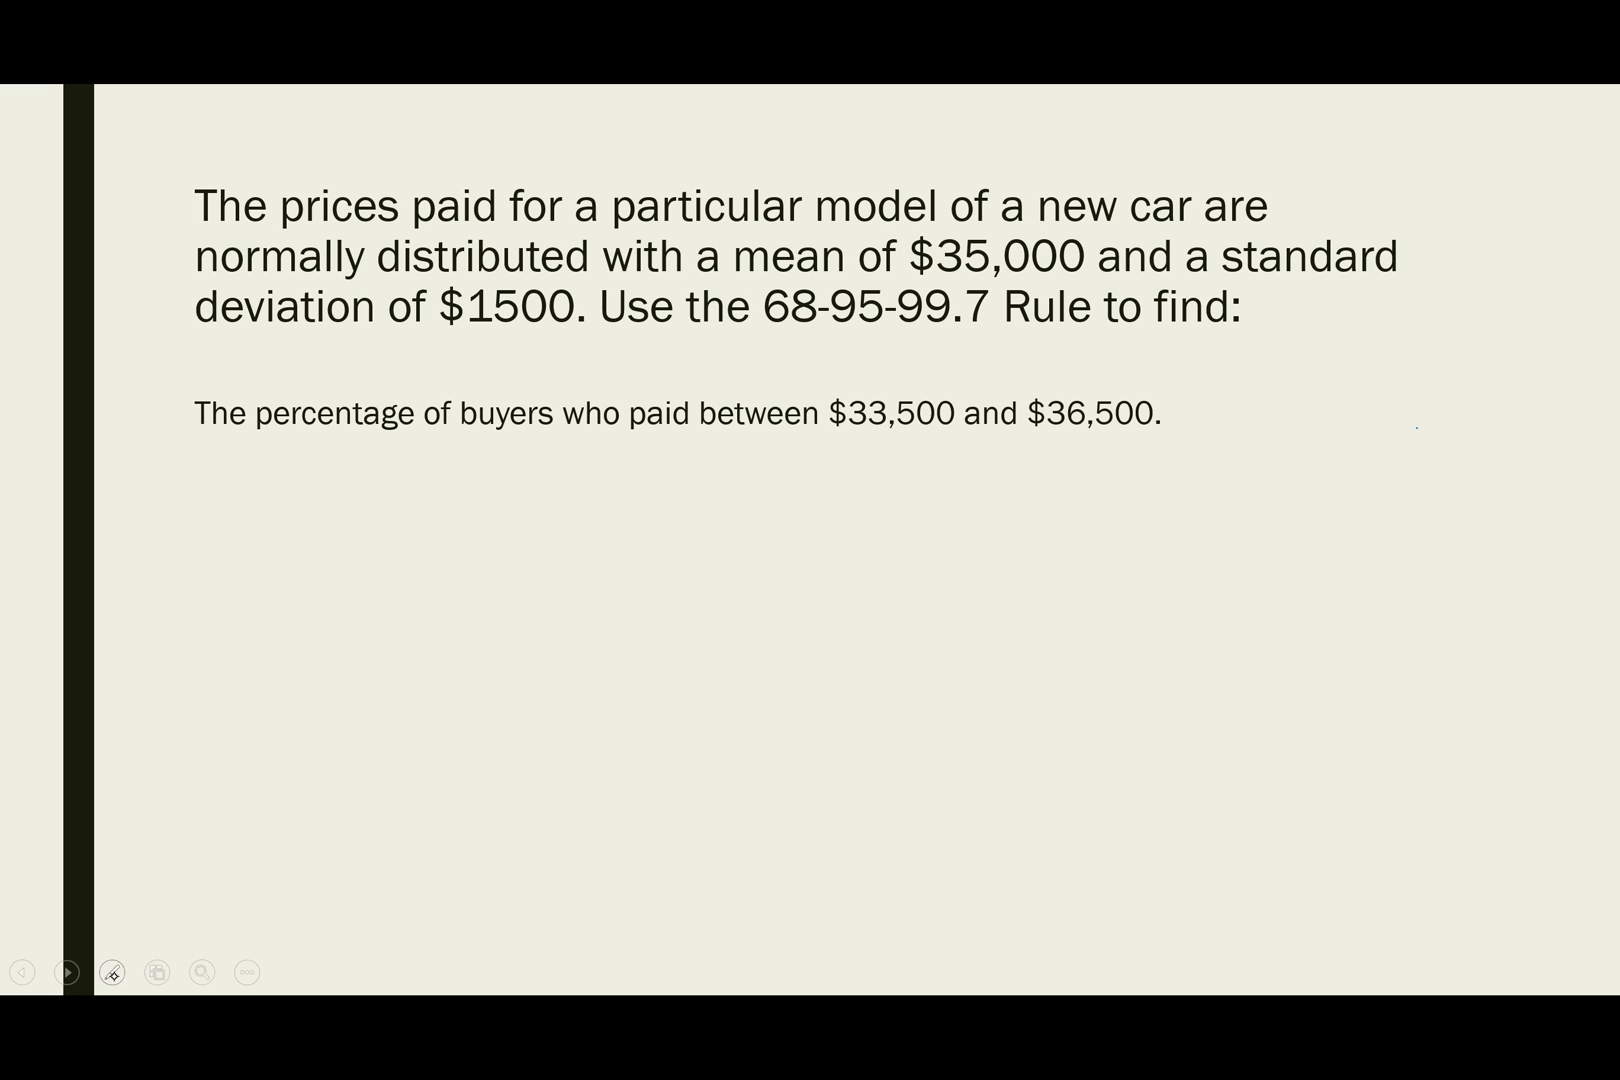 The prices paid for a particular model of a new car are
normally distributed with a mean of $35,000 and a standard
deviation of $1500. Use the 68-95-99.7 Rule to find:
The percentage of buyers who paid between $33,500 and $36,500.